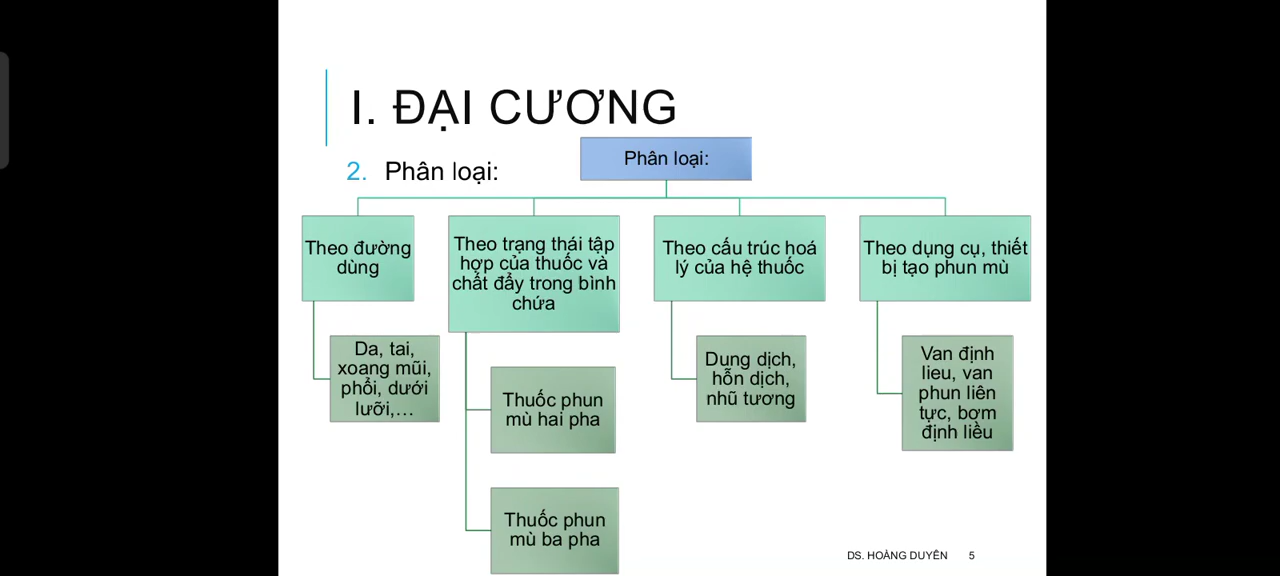 I. ĐẠI CƯƠNG
2. Phân loại:
Phân loại:
Theo đường
dùng
Da, tai,
xoang mũi,
phổi, dưới
lưỡi,...
Theo trạng thái tập
hợp của thuốc và
chất đẩy trong bình
chứa
Thuốc phun
mù hai pha
Thuốc phun
mù ba pha
Theo cấu trúc hoá
lý của hệ thuốc
Dung dịch,
hỗn dịch,
nhũ tương
Theo dụng cụ, thiết
bị tạo phun mù
Van định
lieu, van
phun liên
tực, bơm
định liều
DS. HOÀNG DUYÊN 5